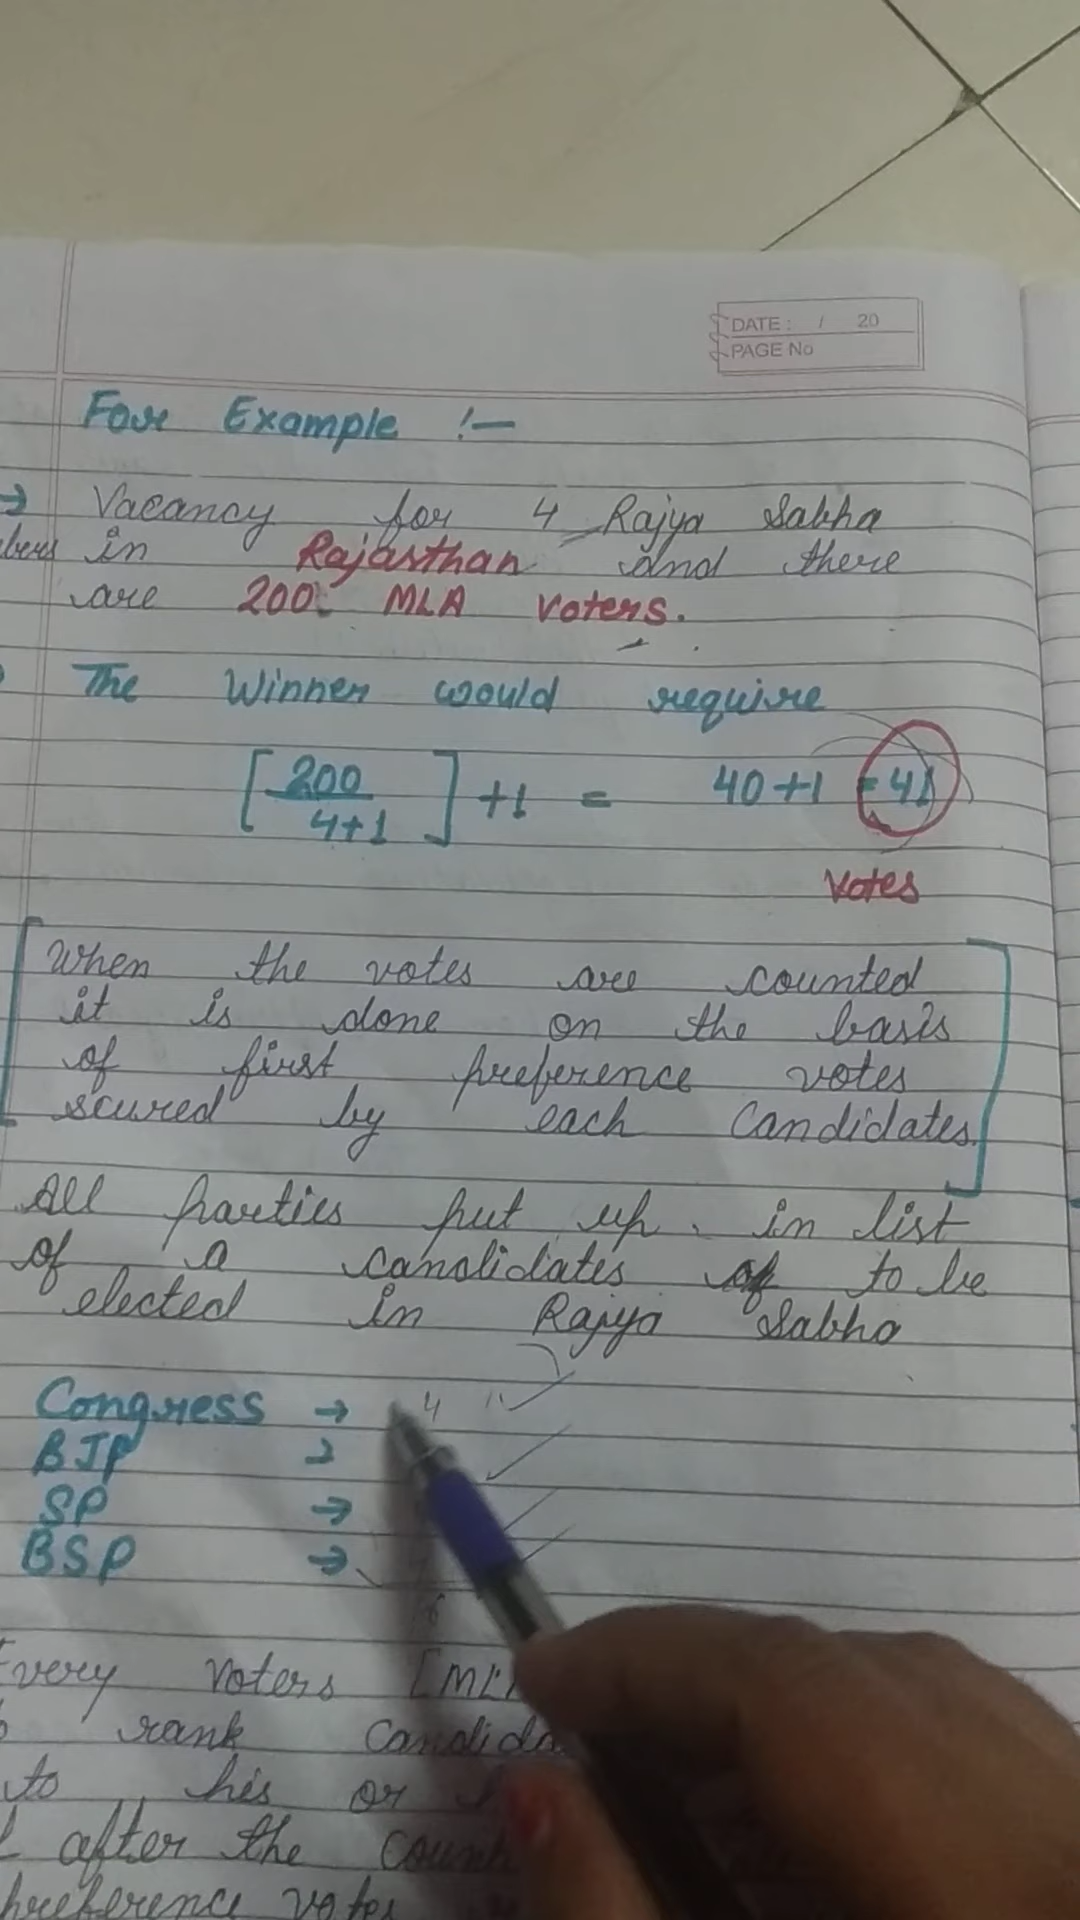 DATE : / 20
PAGE No
For Example :-
→ Vacancy for 4 Rajya Sabha
bers in Rajasthan and there
are 200 MLA voters.
The Winner would require
[200/4+1] +1 = 40+1 = 41
Votes
[When the votes are counted
it is done on the basis
of first preference votes
scured by each Candidates.]
All parties put up in list
of a candidates to be
elected in Rajya Sabha
Congress → 4
BJP
SP →
BSP →
Every voters [ML
rank Candida
to his or
after the Coun
preference votes